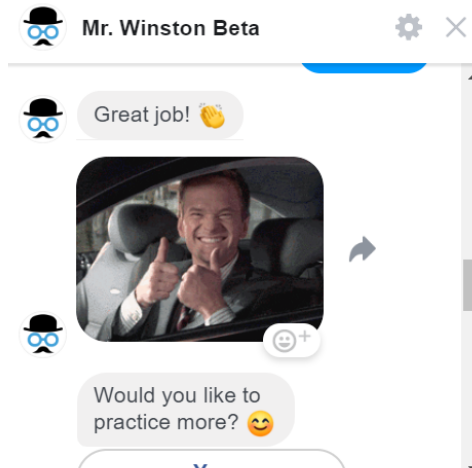 Mr. Winston Beta
Great job! 👏
Would you like to
practice more? 😊